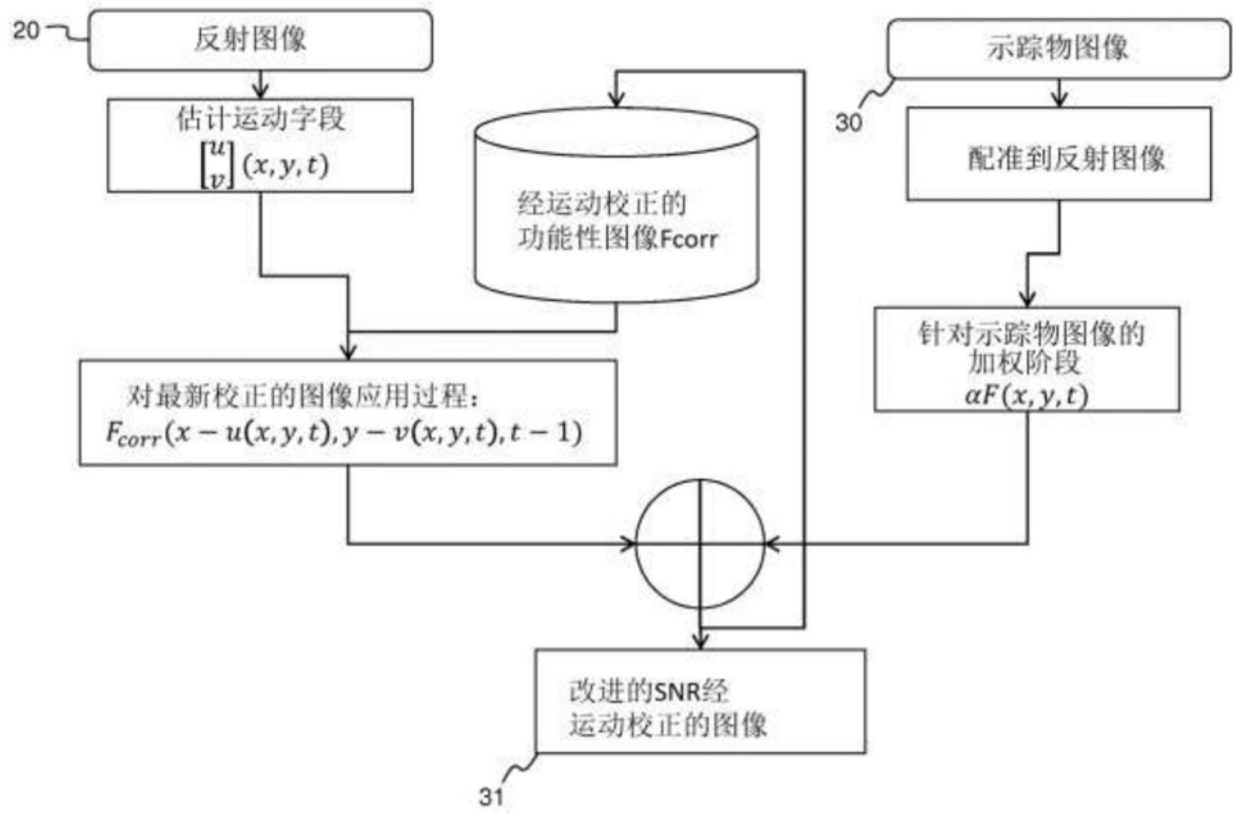 20
反射图像
估计运动字段
[u v] (x, y, t)
经运动校正的
功能性图像Fcorr
示踪物图像
30
配准到反射图像
针对示踪物图像的
加权阶段
αF(x, y, t)
对最新校正的图像应用过程：
F_corr(x − u(x, y, t), y − v(x, y, t), t − 1)
改进的SNR经
运动校正的图像
31